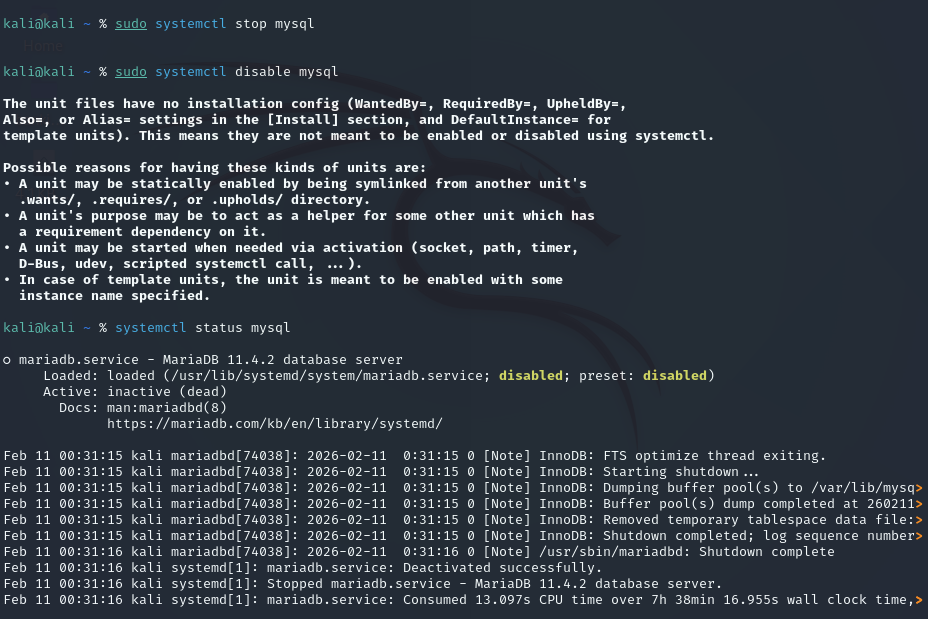 kali@kali ~ % sudo systemctl stop mysql
Home
kali@kali ~ % sudo systemctl disable mysql
The unit files have no installation config (WantedBy=, RequiredBy=, UpheldBy=,
Also=, or Alias= settings in the [Install] section, and DefaultInstance= for
template units). This means they are not meant to be enabled or disabled using systemctl.
Possible reasons for having these kinds of units are:
• A unit may be statically enabled by being symlinked from another unit's
.wants/, .requires/, or .upholds/ directory.
• A unit's purpose may be to act as a helper for some other unit which has
a requirement dependency on it.
• A unit may be started when needed via activation (socket, path, timer,
D-Bus, udev, scripted systemctl call, ...).
• In case of template units, the unit is meant to be enabled with some
instance name specified.
kali@kali ~ % systemctl status mysql
○ mariadb.service - MariaDB 11.4.2 database server
Loaded: loaded (/usr/lib/systemd/system/mariadb.service; disabled; preset: disabled)
Active: inactive (dead)
Docs: man:mariadbd(8)
https://mariadb.com/kb/en/library/systemd/
Feb 11 00:31:15 kali mariadbd[74038]: 2026-02-11  0:31:15 0 [Note] InnoDB: FTS optimize thread exiting.
Feb 11 00:31:15 kali mariadbd[74038]: 2026-02-11  0:31:15 0 [Note] InnoDB: Starting shutdown...
Feb 11 00:31:15 kali mariadbd[74038]: 2026-02-11  0:31:15 0 [Note] InnoDB: Dumping buffer pool(s) to /var/lib/mysq>
Feb 11 00:31:15 kali mariadbd[74038]: 2026-02-11  0:31:15 0 [Note] InnoDB: Buffer pool(s) dump completed at 260211>
Feb 11 00:31:15 kali mariadbd[74038]: 2026-02-11  0:31:15 0 [Note] InnoDB: Removed temporary tablespace data file:>
Feb 11 00:31:15 kali mariadbd[74038]: 2026-02-11  0:31:15 0 [Note] InnoDB: Shutdown completed; log sequence number>
Feb 11 00:31:16 kali mariadbd[74038]: 2026-02-11  0:31:16 0 [Note] /usr/sbin/mariadbd: Shutdown complete
Feb 11 00:31:16 kali systemd[1]: mariadb.service: Deactivated successfully.
Feb 11 00:31:16 kali systemd[1]: Stopped mariadb.service - MariaDB 11.4.2 database server.
Feb 11 00:31:16 kali systemd[1]: mariadb.service: Consumed 13.097s CPU time over 7h 38min 16.955s wall clock time,>